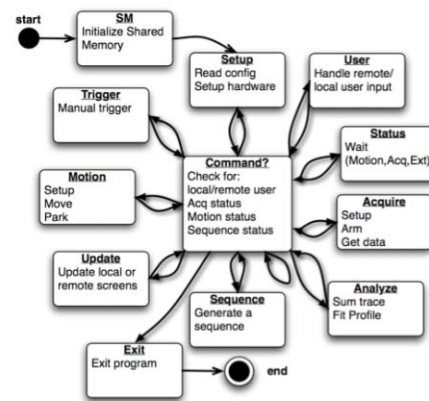 start
SM
Initialize Shared
Memory
Setup
Read config
Setup hardware
User
Handle remote/
local user input
Trigger
Manual trigger
Status
Wait
(Motion,Acq,Ext)
Command?
Check for:
local/remote user
Acq status
Motion status
Sequence status
Motion
Setup
Move
Park
Acquire
Setup
Arm
Get data
Update
Update local or
remote screens
Sequence
Generate a
sequence
Analyze
Sum trace
Fit Profile
Exit
Exit program
end